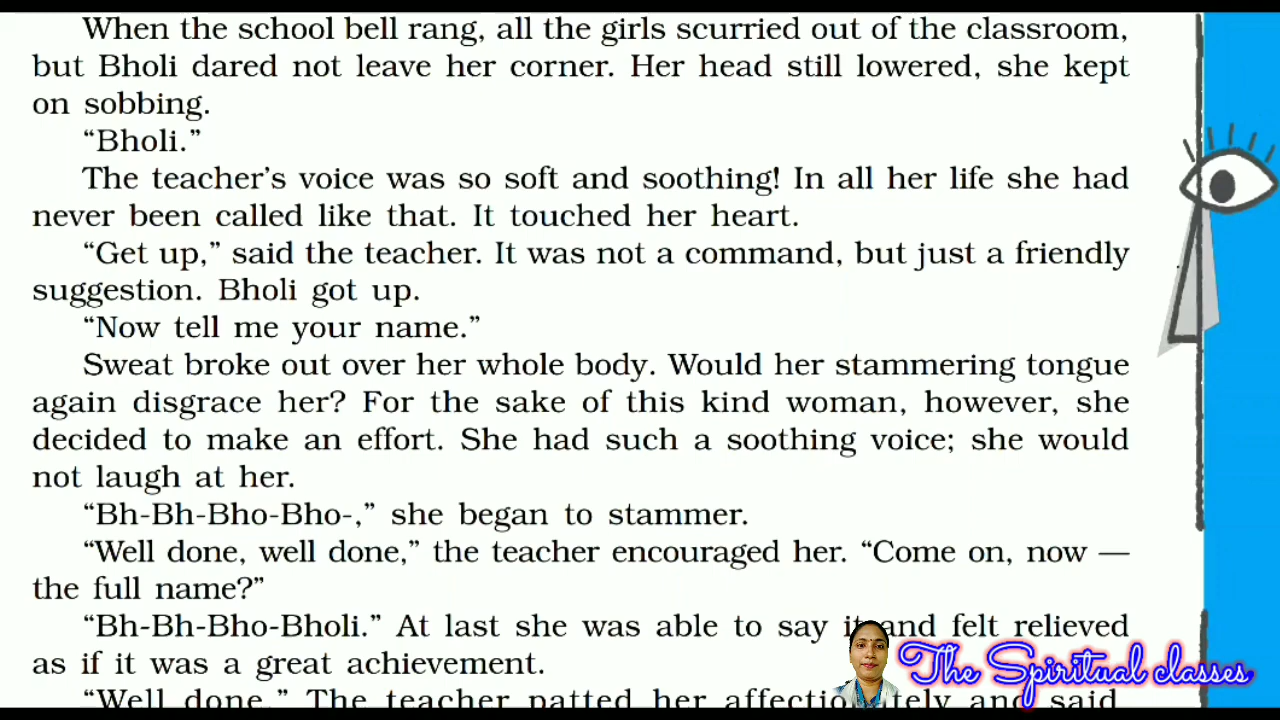 When the school bell rang, all the girls scurried out of the classroom,
but Bholi dared not leave her corner. Her head still lowered, she kept
on sobbing.
“Bholi.”
The teacher’s voice was so soft and soothing! In all her life she had
never been called like that. It touched her heart.
“Get up,” said the teacher. It was not a command, but just a friendly
suggestion. Bholi got up.
“Now tell me your name.”
Sweat broke out over her whole body. Would her stammering tongue
again disgrace her? For the sake of this kind woman, however, she
decided to make an effort. She had such a soothing voice; she would
not laugh at her.
“Bh-Bh-Bho-Bho-,” she began to stammer.
“Well done, well done,” the teacher encouraged her. “Come on, now —
the full name?”
“Bh-Bh-Bho-Bholi.” At last she was able to say it and felt relieved
as if it was a great achievement.
“Well done.” The teacher patted her affectionately and said
The Spiritual classes